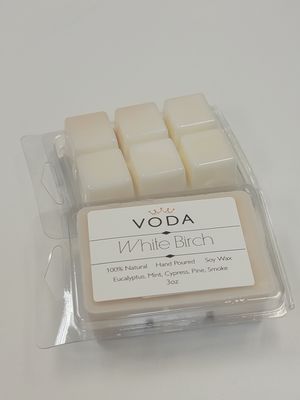 VODA
White Birch
100% Natural Hand Poured Soy Wax
Eucalyptus, Mint, Cypress, Pine, Smoke
3oz